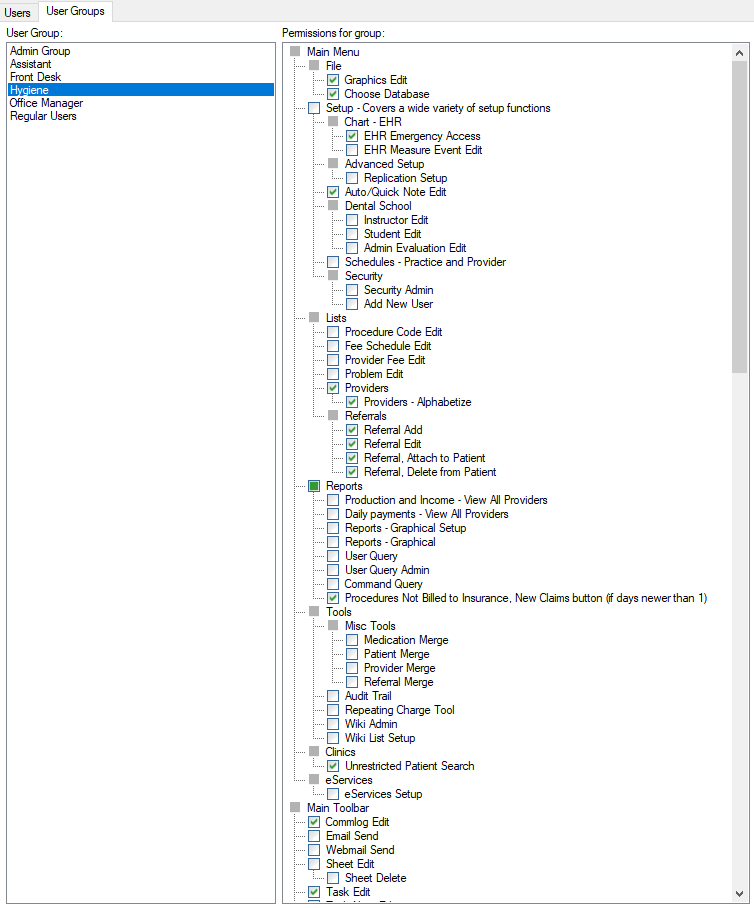 Users
User Groups
User Group:
Permissions for group:
Admin Group
Assistant
Front Desk
Hygiene
Office Manager
Regular Users
Main Menu
File
Graphics Edit
Choose Database
Setup - Covers a wide variety of setup functions
Chart - EHR
EHR Emergency Access
EHR Measure Event Edit
Advanced Setup
Replication Setup
Auto/Quick Note Edit
Dental School
Instructor Edit
Student Edit
Admin Evaluation Edit
Schedules - Practice and Provider
Security
Security Admin
Add New User
Lists
Procedure Code Edit
Fee Schedule Edit
Provider Fee Edit
Problem Edit
Providers
Providers - Alphabetize
Referrals
Referral Add
Referral Edit
Referral, Attach to Patient
Referral, Delete from Patient
Reports
Production and Income - View All Providers
Daily payments - View All Providers
Reports - Graphical Setup
Reports - Graphical
User Query
User Query Admin
Command Query
Procedures Not Billed to Insurance, New Claims button (if days newer than 1)
Tools
Misc Tools
Medication Merge
Patient Merge
Provider Merge
Referral Merge
Audit Trail
Repeating Charge Tool
Wiki Admin
Wiki List Setup
Clinics
Unrestricted Patient Search
eServices
eServices Setup
Main Toolbar
Commlog Edit
Email Send
Webmail Send
Sheet Edit
Sheet Delete
Task Edit